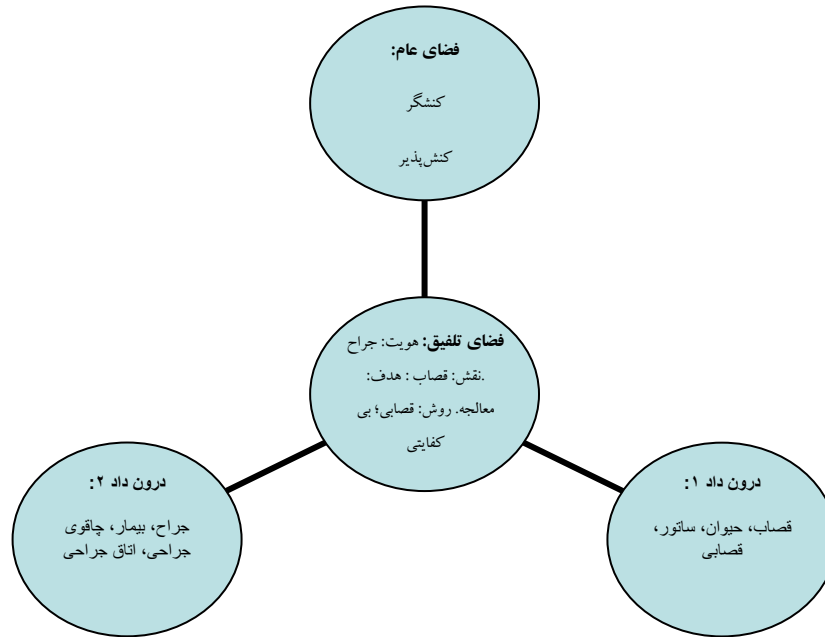 فضای عام:
کنشگر
کنش‌پذیر
فضای تلفیق: هویت: جراح
.نقش: قصاب : هدف:
معالجه. روش: قصابی؛ بی
کفایتی
درون داد ۱:
قصاب، حیوان، ساتور،
قصابی
درون داد ۲:
جراح، بیمار، چاقوی
جراحی، اتاق جراحی